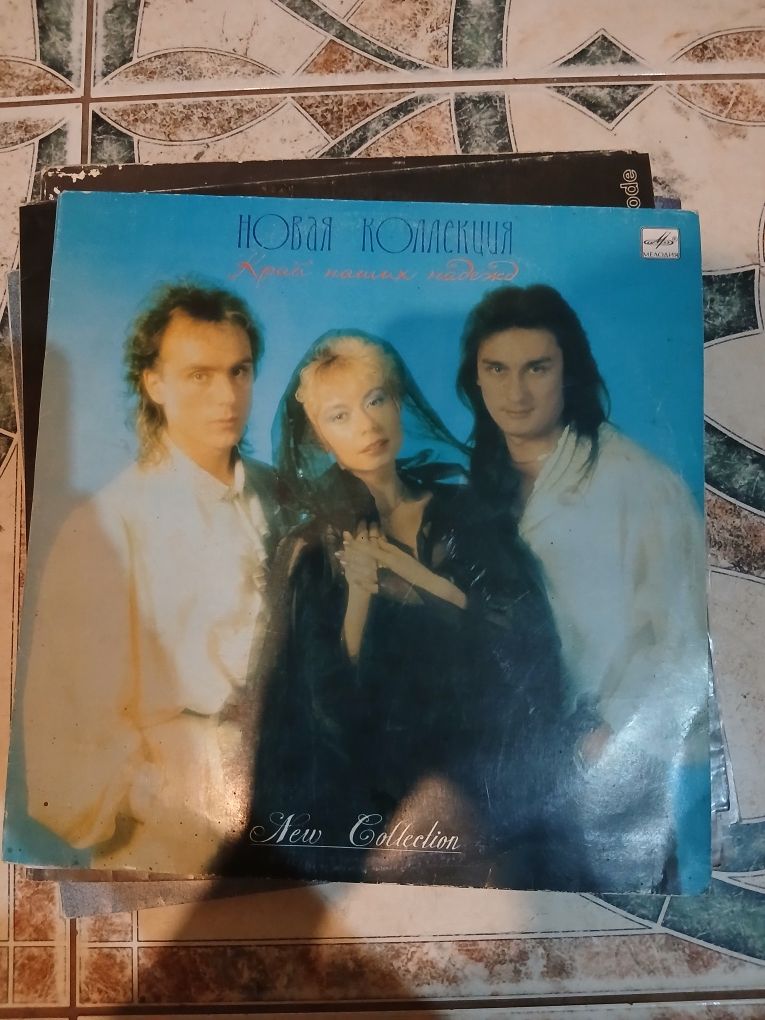 НОВАЯ КОЛЛЕКЦИЯ
МЕЛОДИЯ
Край наших надежд
New Collection
ode